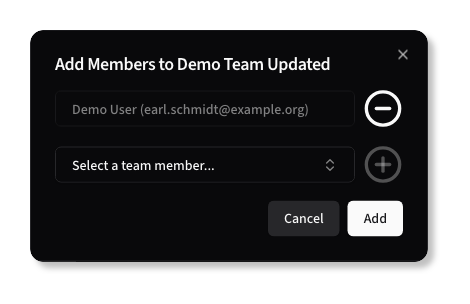 Add Members to Demo Team Updated
Demo User (earl.schmidt@example.org)
Select a team member...
Cancel
Add